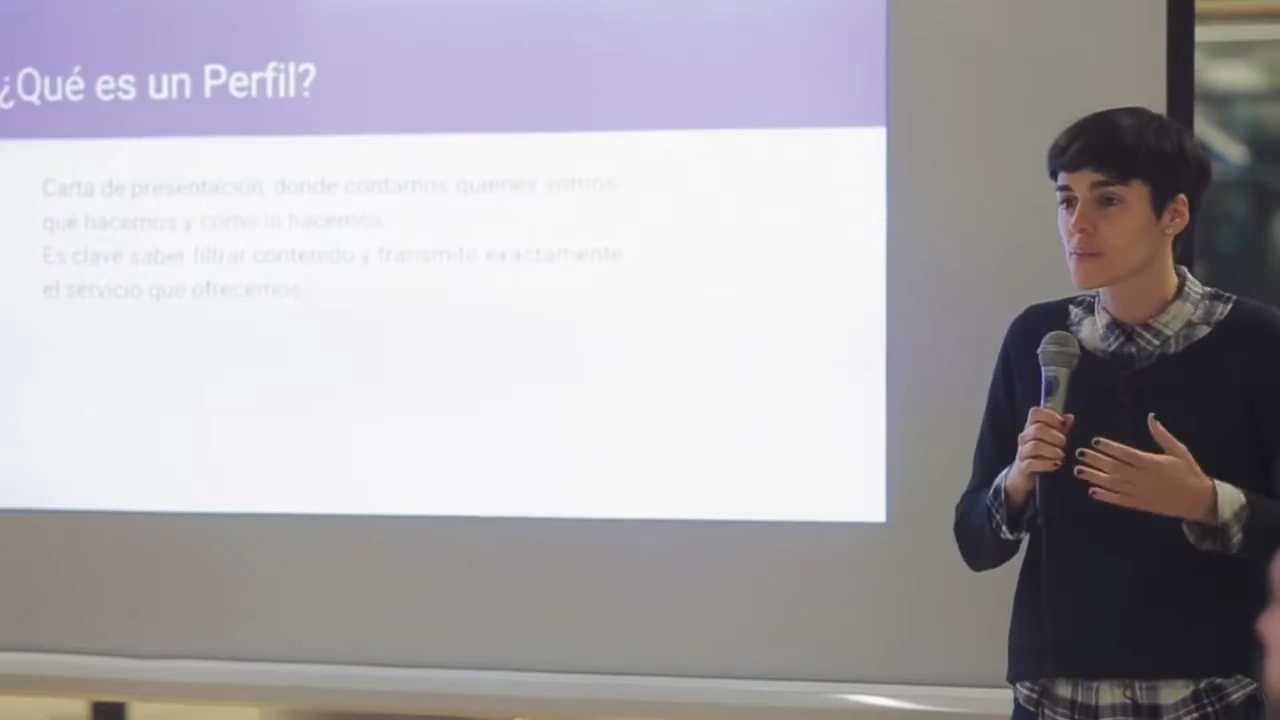 ¿Qué es un Perfil?
Carta de presentación, donde contamos quienes somos,
qué hacemos y como lo hacemos.
Es clave saber filtrar contenido y transmitir exactamente
el servicio que ofrecemos.